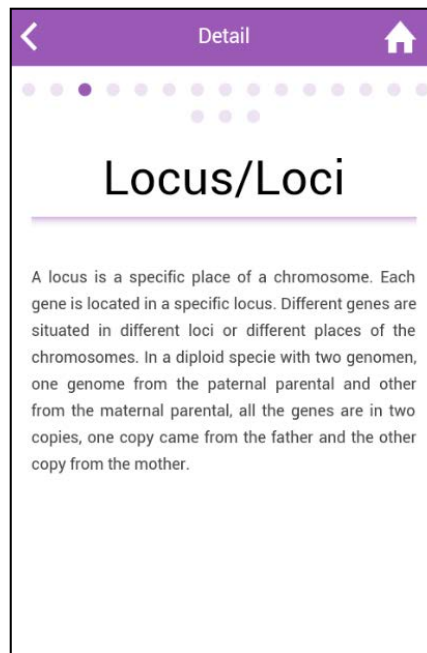 Detail
Locus/Loci
A locus is a specific place of a chromosome. Each
gene is located in a specific locus. Different genes are
situated in different loci or different places of the
chromosomes. In a diploid specie with two genomen,
one genome from the paternal parental and other
from the maternal parental, all the genes are in two
copies, one copy came from the father and the other
copy from the mother.